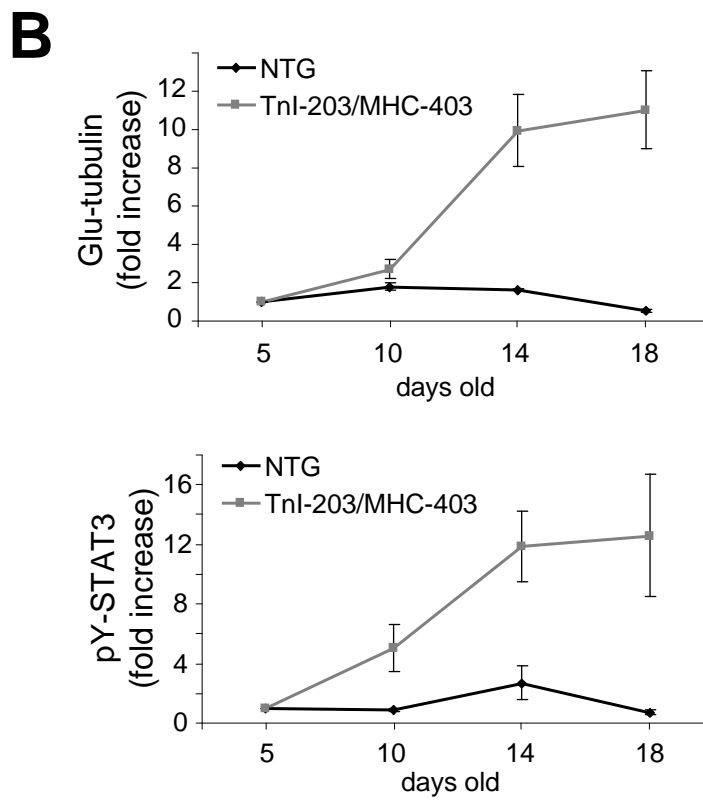 B
NTG
TnI-203/MHC-403
Glu-tubulin
(fold increase)
12
10
8
6
4
2
0
5 10 14 18
days old
NTG
TnI-203/MHC-403
pY-STAT3
(fold increase)
16
12
8
4
0
5 10 14 18
days old